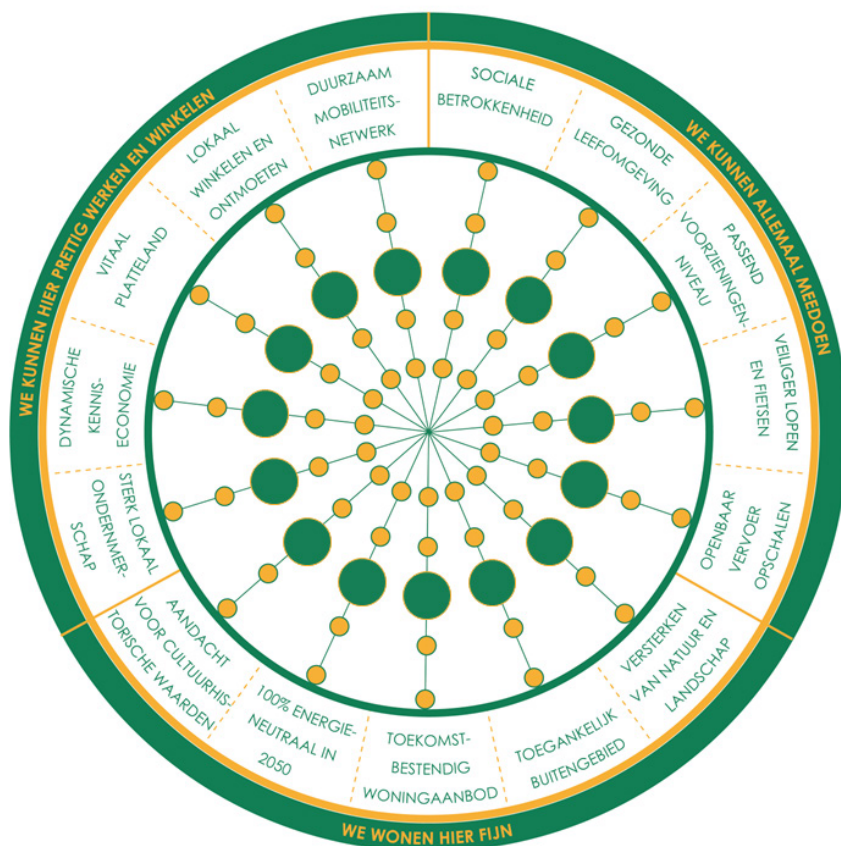 WE KUNNEN ALLEMAAL MEEDOEN
SOCIALE
BETROKKENHEID
GEZONDE
LEEFOMGEVING
PASSEND
VOORZIENINGEN-
NIVEAU
VEILIGER LOPEN
EN FIETSEN
OPENBAAR
VERVOER
OPSCHALEN
WE WONEN HIER FIJN
VERSTERKEN
VAN NATUUR EN
LANDSCHAP
TOEGANKELIJK
BUITENGEBIED
TOEKOMST-
BESTENDIG
WONINGAANBOD
100% ENERGIE-
NEUTRAAL IN
2050
AANDACHT
VOOR CULTUURHIS-
TORISCHE WAARDEN
WE KUNNEN HIER PRETTIG WERKEN EN WINKELEN
STERK LOKAAL
ONDERNMER-
SCHAP
DYNAMISCHE
KENNIS-
ECONOMIE
VITAAL
PLATTELAND
LOKAAL
WINKELEN EN
ONTMOETEN
DUURZAAM
MOBILITEITS-
NETWERK